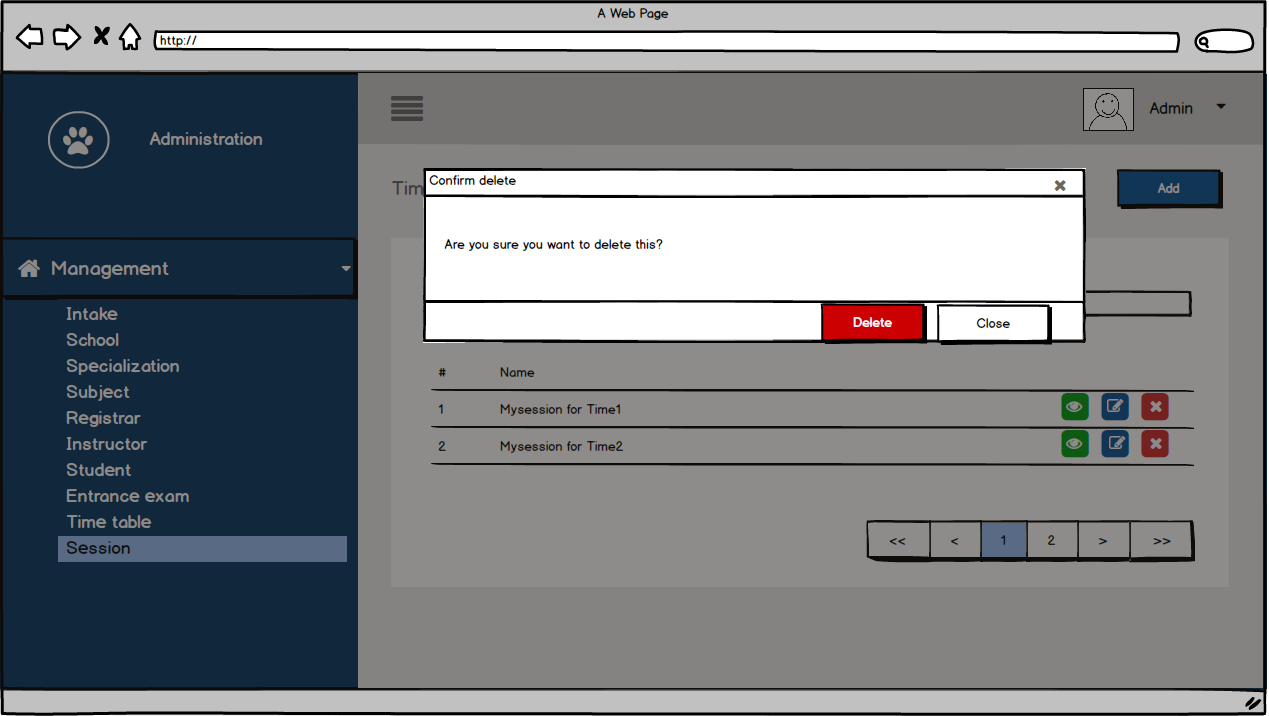 A Web Page
http://
Administration
Admin
Tim
Add
Confirm delete
Are you sure you want to delete this?
Delete
Close
Management
Intake
School
Specialization
Subject
Registrar
Instructor
Student
Entrance exam
Time table
Session
# Name
1 Mysession for Time1
2 Mysession for Time2
<< < 1 2 > >>